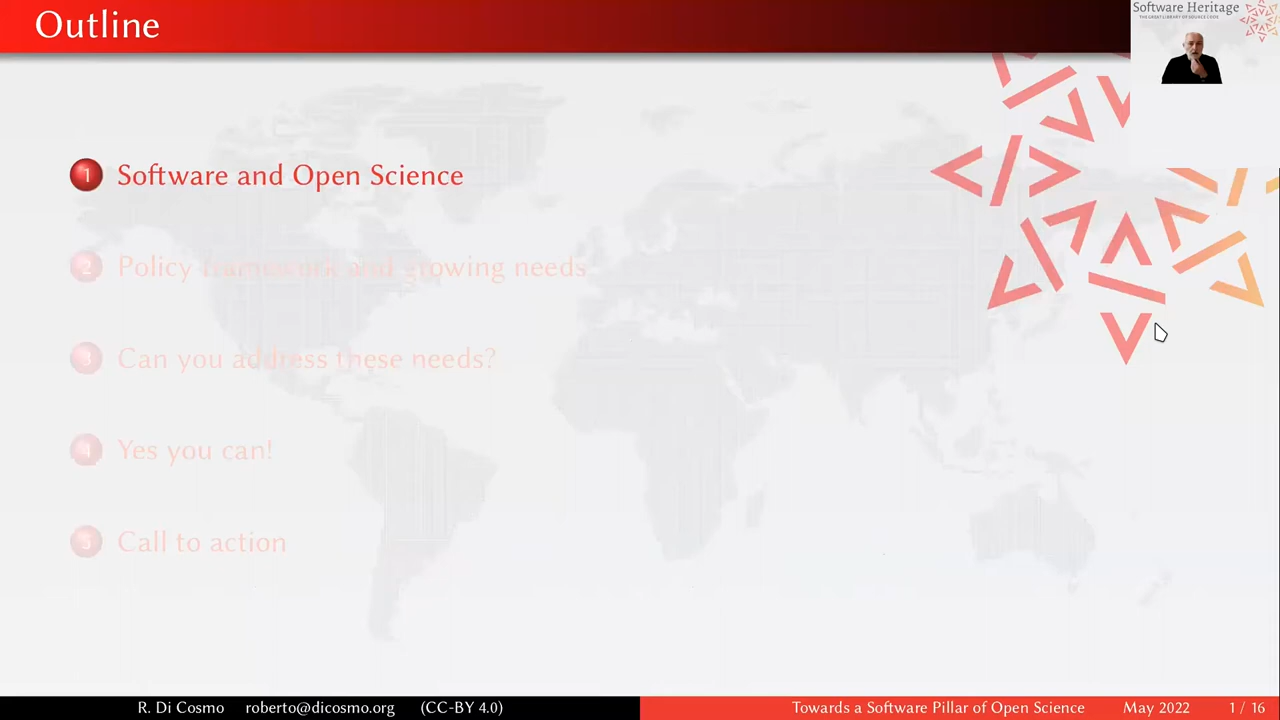 Outline
Software Heritage
THE GREAT LIBRARY OF SOURCE CODE
1 Software and Open Science
2 Policy framework and growing needs
3 Can you address these needs?
4 Yes you can!
5 Call to action
R. Di Cosmo roberto@dicosmo.org (CC-BY 4.0) Towards a Software Pillar of Open Science May 2022 1 / 16